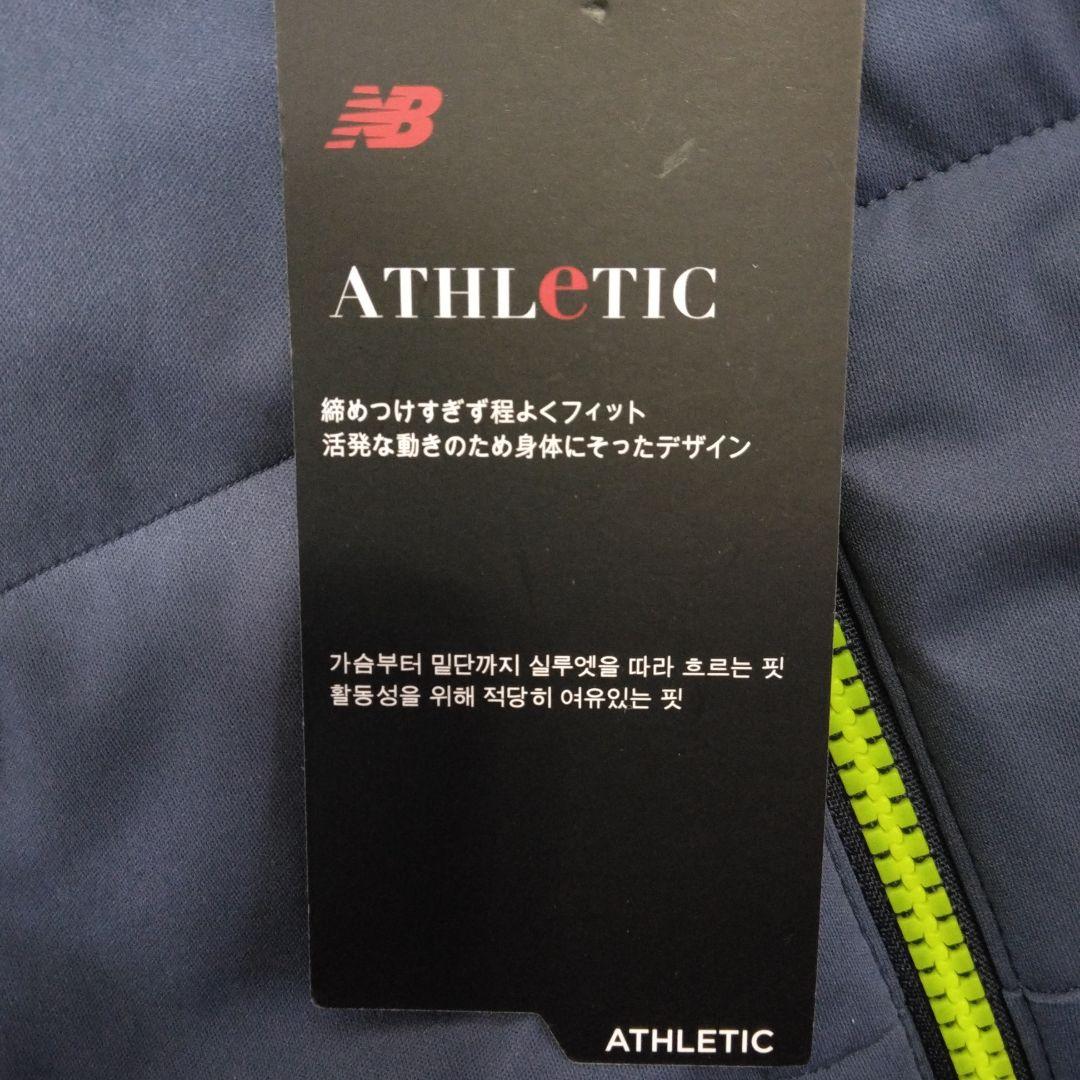 NB
ATHLeTIC
締めつけすぎず程よくフィット
活発な動きのため身体にそったデザイン
가슴부터 밑단까지 실루엣을 따라 흐르는 핏
활동성을 위해 적당히 여유있는 핏
ATHLETIC